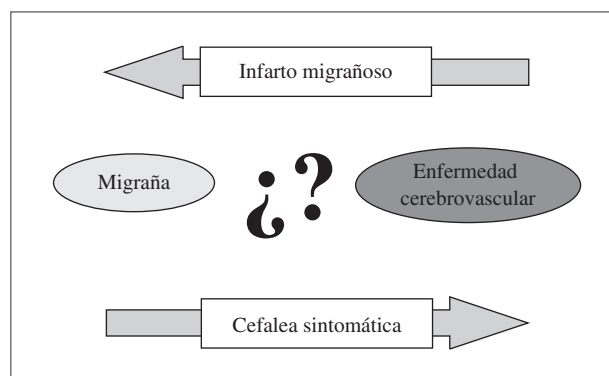 Infarto migrañoso
Migraña
¿?
Enfermedad
cerebrovascular
Cefalea sintomática